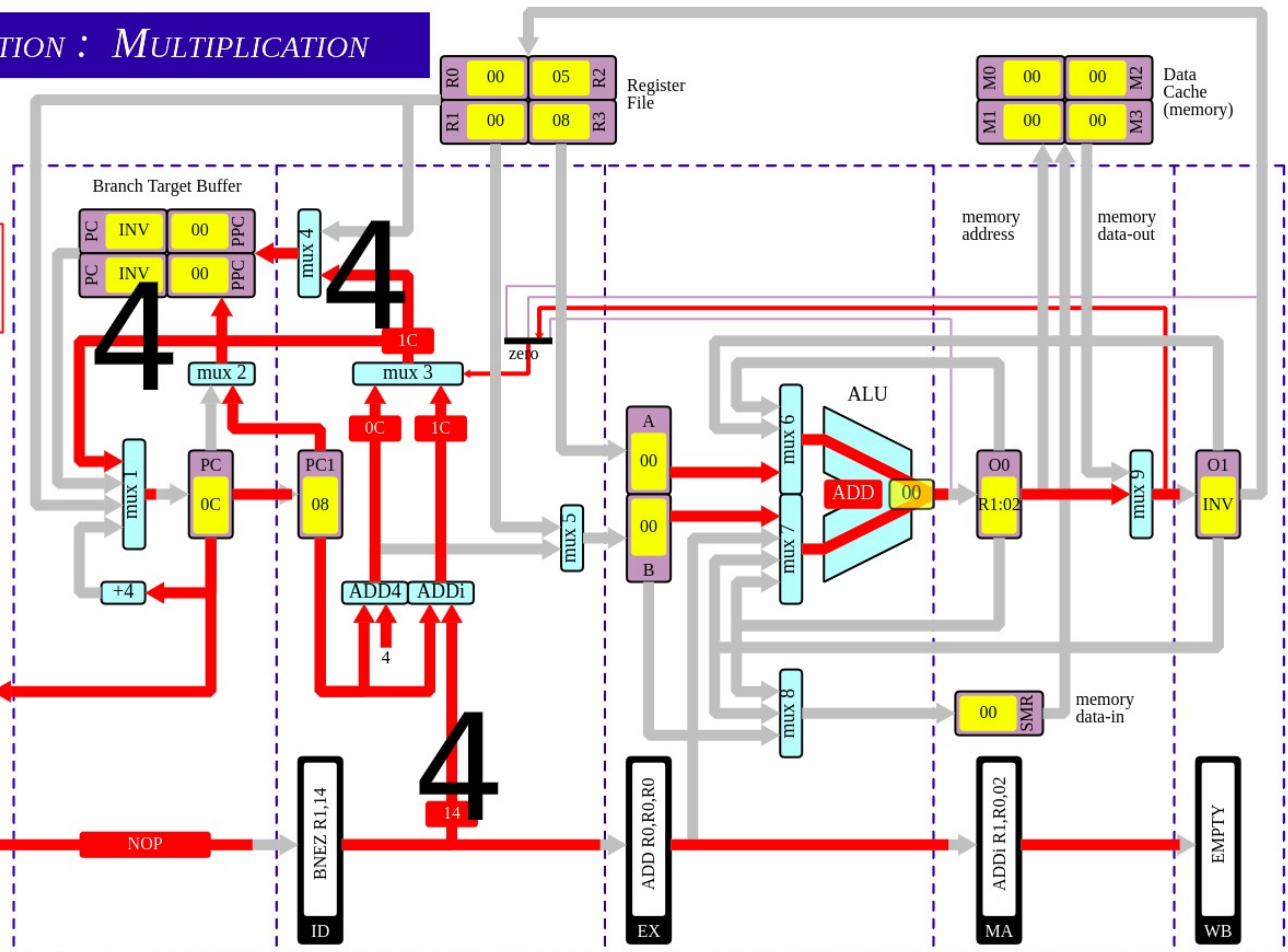 TION : MULTIPLICATION
R0
00
05
R2
R1
00
08
R3
Register
File
M0
00
00
M2
M1
00
00
M3
Data
Cache
(memory)
Branch Target Buffer
PC
INV
00
PPC
PC
INV
00
PPC
mux 4
4
4
memory
address
memory
data-out
1C
zero
mux 2
mux 3
0C
1C
ALU
mux 1
PC
0C
PC1
08
A
00
00
B
mux 5
mux 6
mux 7
ADD
00
O0
R1:02
mux 9
O1
INV
+4
ADD4
ADDi
4
mux 8
00
SMR
memory
data-in
4
14
NOP
BNEZ R1,14
ID
ADD R0,R0,R0
EX
ADDi R1,R0,02
MA
EMPTY
WB